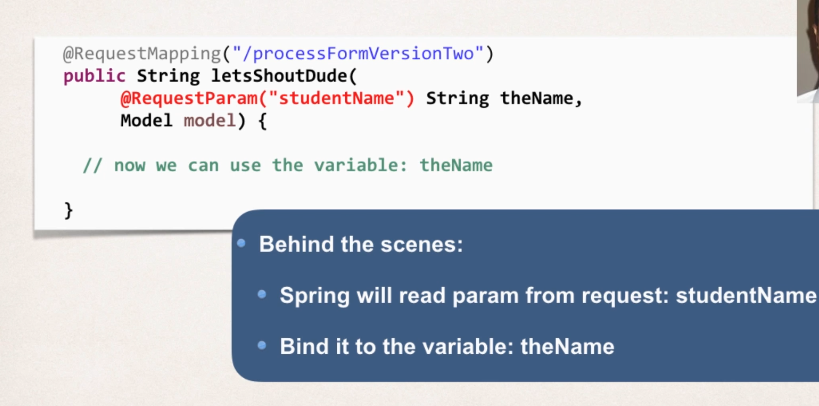 @RequestMapping("/processFormVersionTwo")
public String letsShoutDude(
@RequestParam("studentName") String theName,
Model model) {
// now we can use the variable: theName
}
Behind the scenes:
Spring will read param from request: studentName
Bind it to the variable: theName